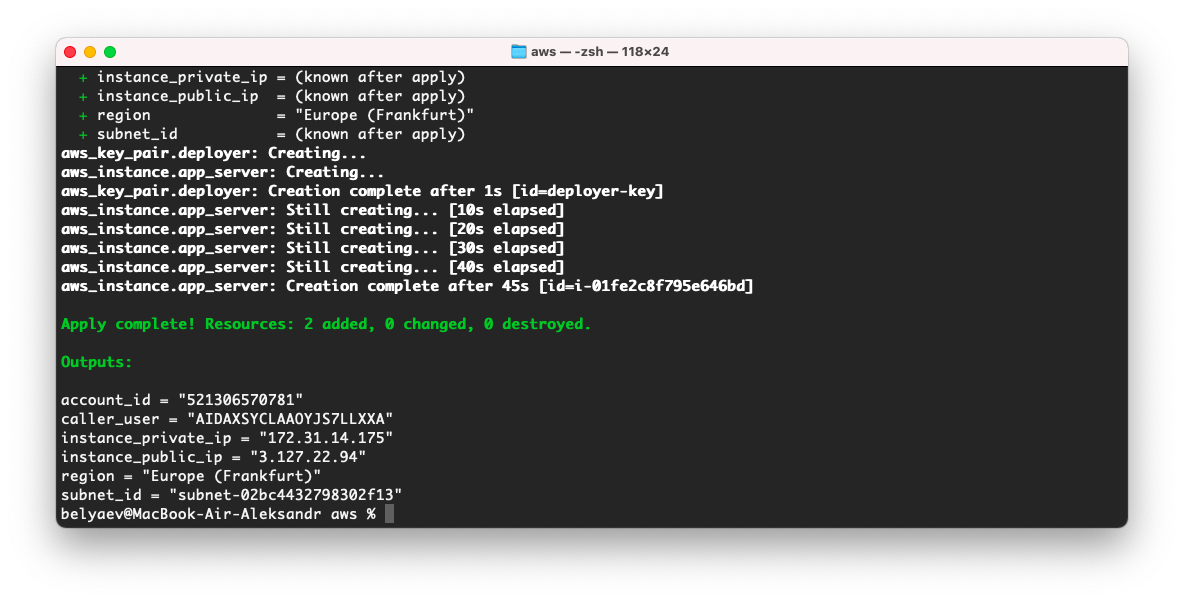 aws — -zsh — 118×24
  + instance_private_ip = (known after apply)
  + instance_public_ip  = (known after apply)
  + region              = "Europe (Frankfurt)"
  + subnet_id           = (known after apply)
aws_key_pair.deployer: Creating...
aws_instance.app_server: Creating...
aws_key_pair.deployer: Creation complete after 1s [id=deployer-key]
aws_instance.app_server: Still creating... [10s elapsed]
aws_instance.app_server: Still creating... [20s elapsed]
aws_instance.app_server: Still creating... [30s elapsed]
aws_instance.app_server: Still creating... [40s elapsed]
aws_instance.app_server: Creation complete after 45s [id=i-01fe2c8f795e646bd]
Apply complete! Resources: 2 added, 0 changed, 0 destroyed.
Outputs:
account_id = "521306570781"
caller_user = "AIDAXSYCLAAOYJS7LLXXA"
instance_private_ip = "172.31.14.175"
instance_public_ip = "3.127.22.94"
region = "Europe (Frankfurt)"
subnet_id = "subnet-02bc4432798302f13"
belyaev@MacBook-Air-Aleksandr aws %